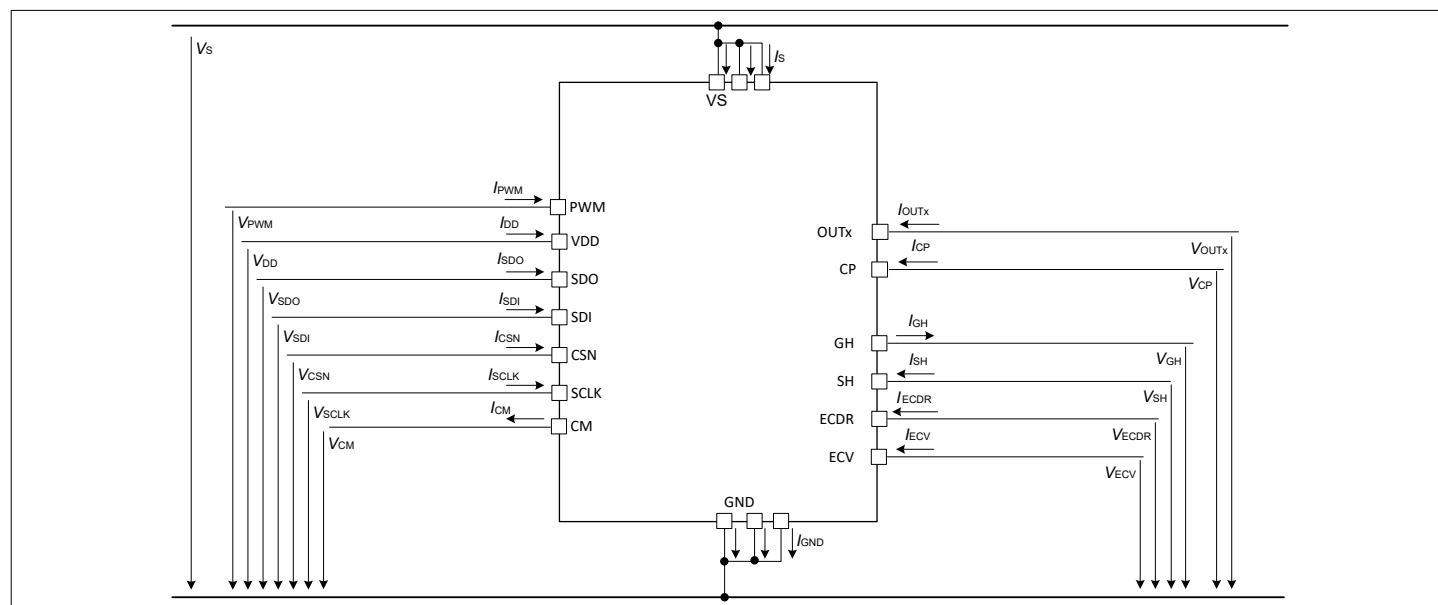 VS
IS
VS
IPWM
PWM
VPWM
IDD
VDD
VDD
ISDO
SDO
VSDO
ISDI
SDI
VSDI
ICSN
CSN
VCSN
ISCLK
SCLK
VSCLK
ICM
CM
VCM
IOUTx
OUTx
VOUTx
ICP
CP
VCP
IGH
GH
VGH
ISH
SH
VSH
IECDR
ECDR
VECDR
IECV
ECV
VECV
GND
IGND